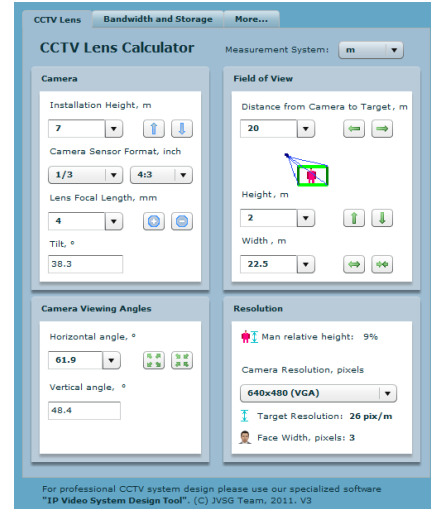 CCTV Lens
Bandwidth and Storage
More...
CCTV Lens Calculator
Measurement System:
m
Camera
Installation Height, m
7
Camera Sensor Format, inch
1/3
4:3
Lens Focal Length, mm
4
Tilt, °
38.3
Field of View
Distance from Camera to Target, m
20
Height, m
2
Width , m
22.5
Camera Viewing Angles
Horizontal angle, °
61.9
Vertical angle, °
48.4
Resolution
Man relative height: 9%
Camera Resolution, pixels
640x480 (VGA)
Target Resolution: 26 pix/m
Face Width, pixels: 3
For professional CCTV system design please use our specialized software
"IP Video System Design Tool". (C) JVSG Team, 2011. V3